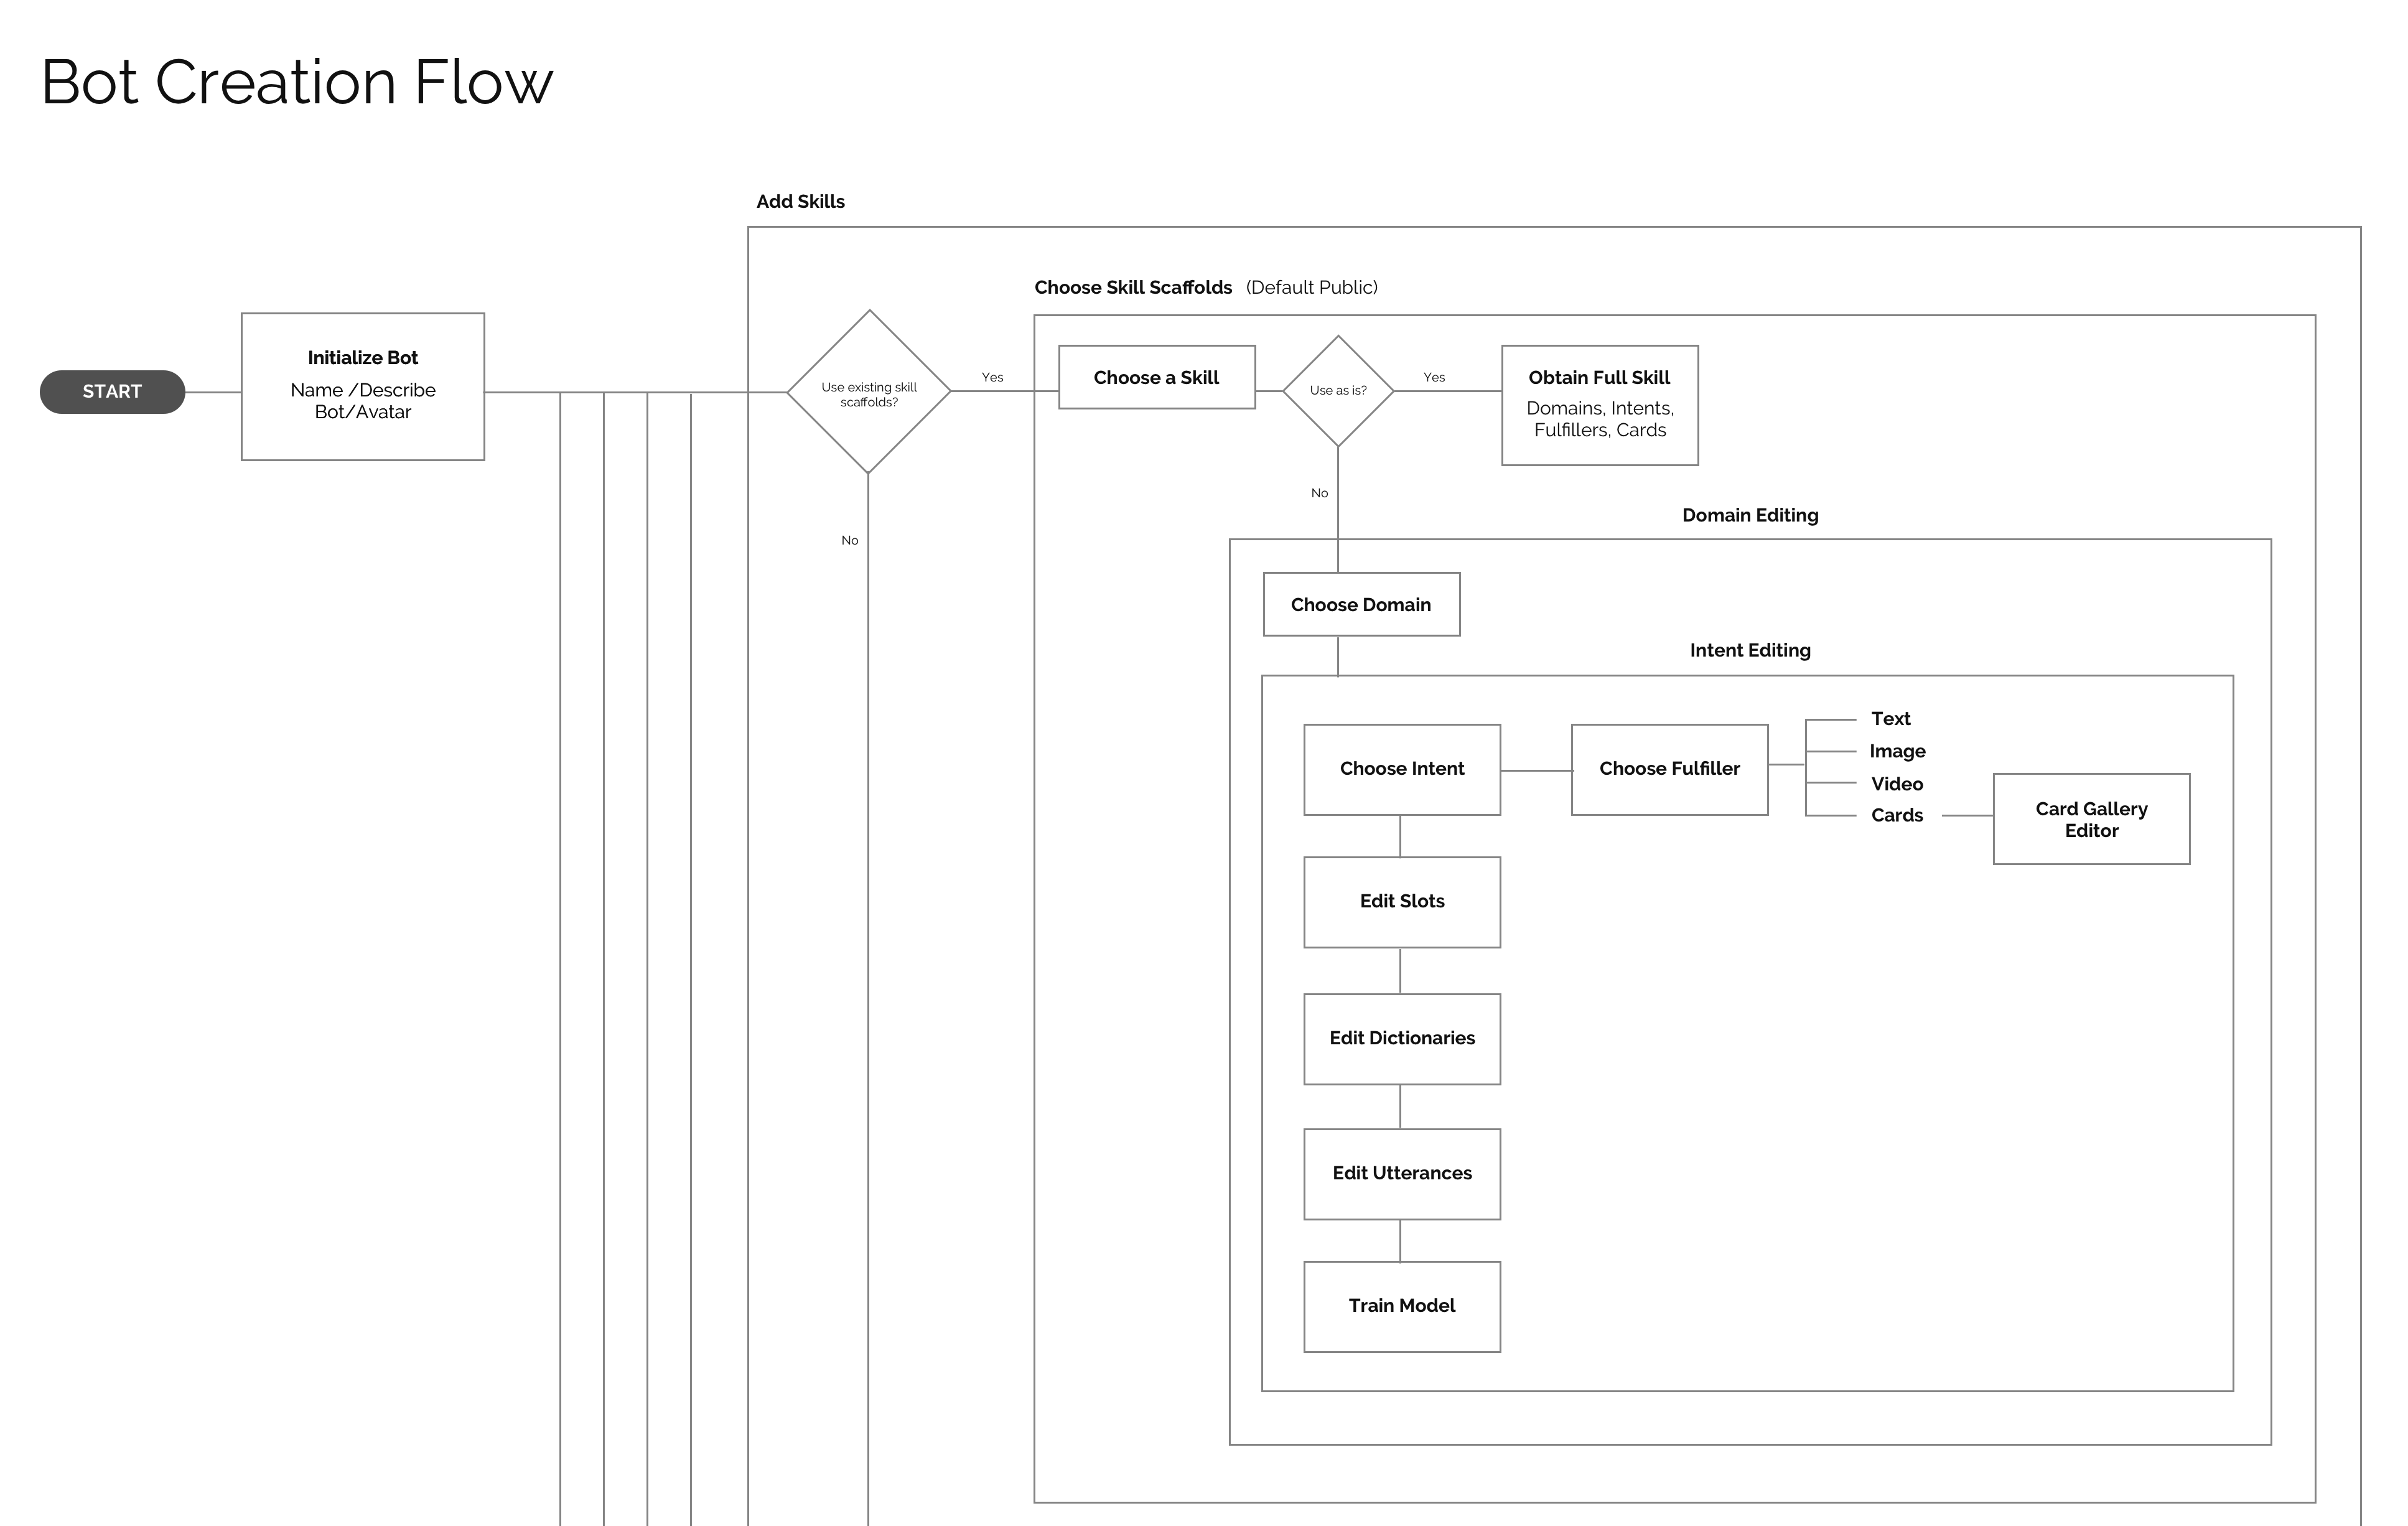 Bot Creation Flow
Add Skills
Choose Skill Scaffolds (Default Public)
START
Initialize Bot
Name /Describe
Bot/Avatar
Use existing skill
scaffolds?
Yes
Choose a Skill
Use as is?
Yes
Obtain Full Skill
Domains, Intents,
Fulfillers, Cards
No
No
Domain Editing
Choose Domain
Intent Editing
Choose Intent
Choose Fulfiller
Text
Image
Video
Cards
Card Gallery
Editor
Edit Slots
Edit Dictionaries
Edit Utterances
Train Model